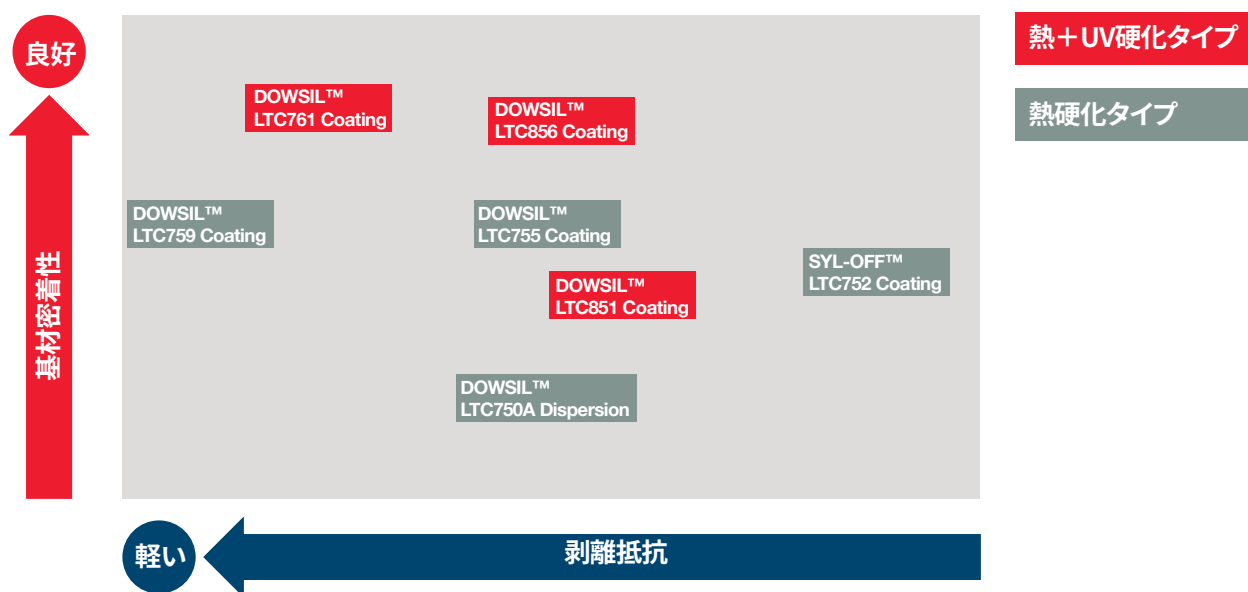 良好
熱＋UV硬化タイプ
熱硬化タイプ
DOWSIL™
LTC761 Coating
DOWSIL™
LTC856 Coating
DOWSIL™
LTC759 Coating
DOWSIL™
LTC755 Coating
SYL-OFF™
LTC752 Coating
DOWSIL™
LTC851 Coating
DOWSIL™
LTC750A Dispersion
基材密着性
軽い
剥離抵抗